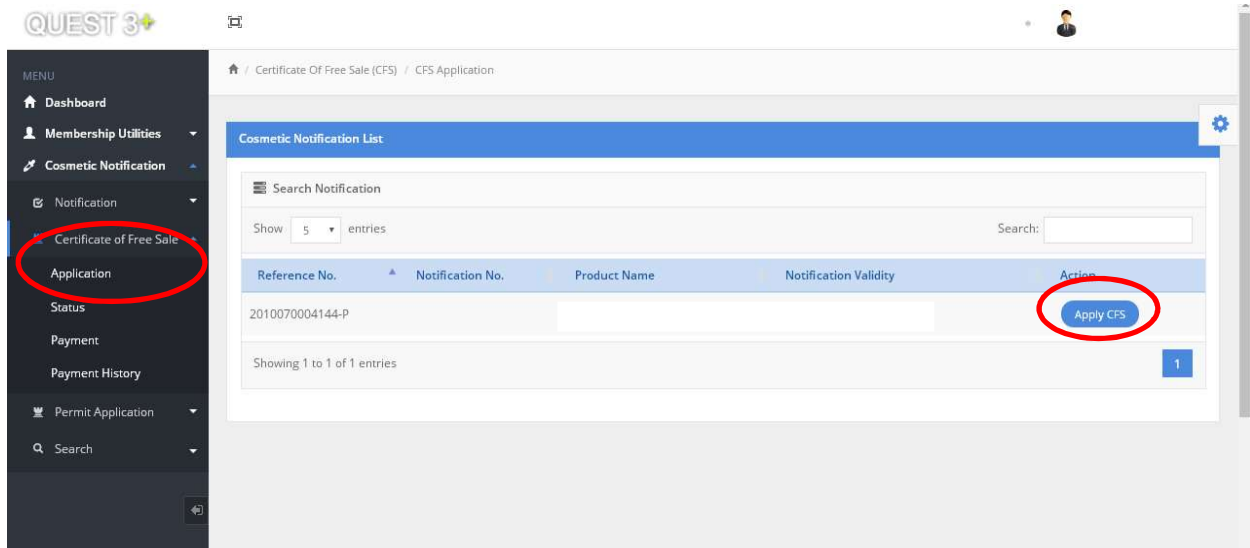 QUEST 3+
MENU
Dashboard
Membership Utilities
Cosmetic Notification
Notification
Certificate of Free Sale
Application
Status
Payment
Payment History
Permit Application
Search
/ Certificate Of Free Sale (CFS) / CFS Application
Cosmetic Notification List
Search Notification
Show 5 entries
Search:
Reference No. Notification No. Product Name Notification Validity Action
2010070004144-P Apply CFS
Showing 1 to 1 of 1 entries
1